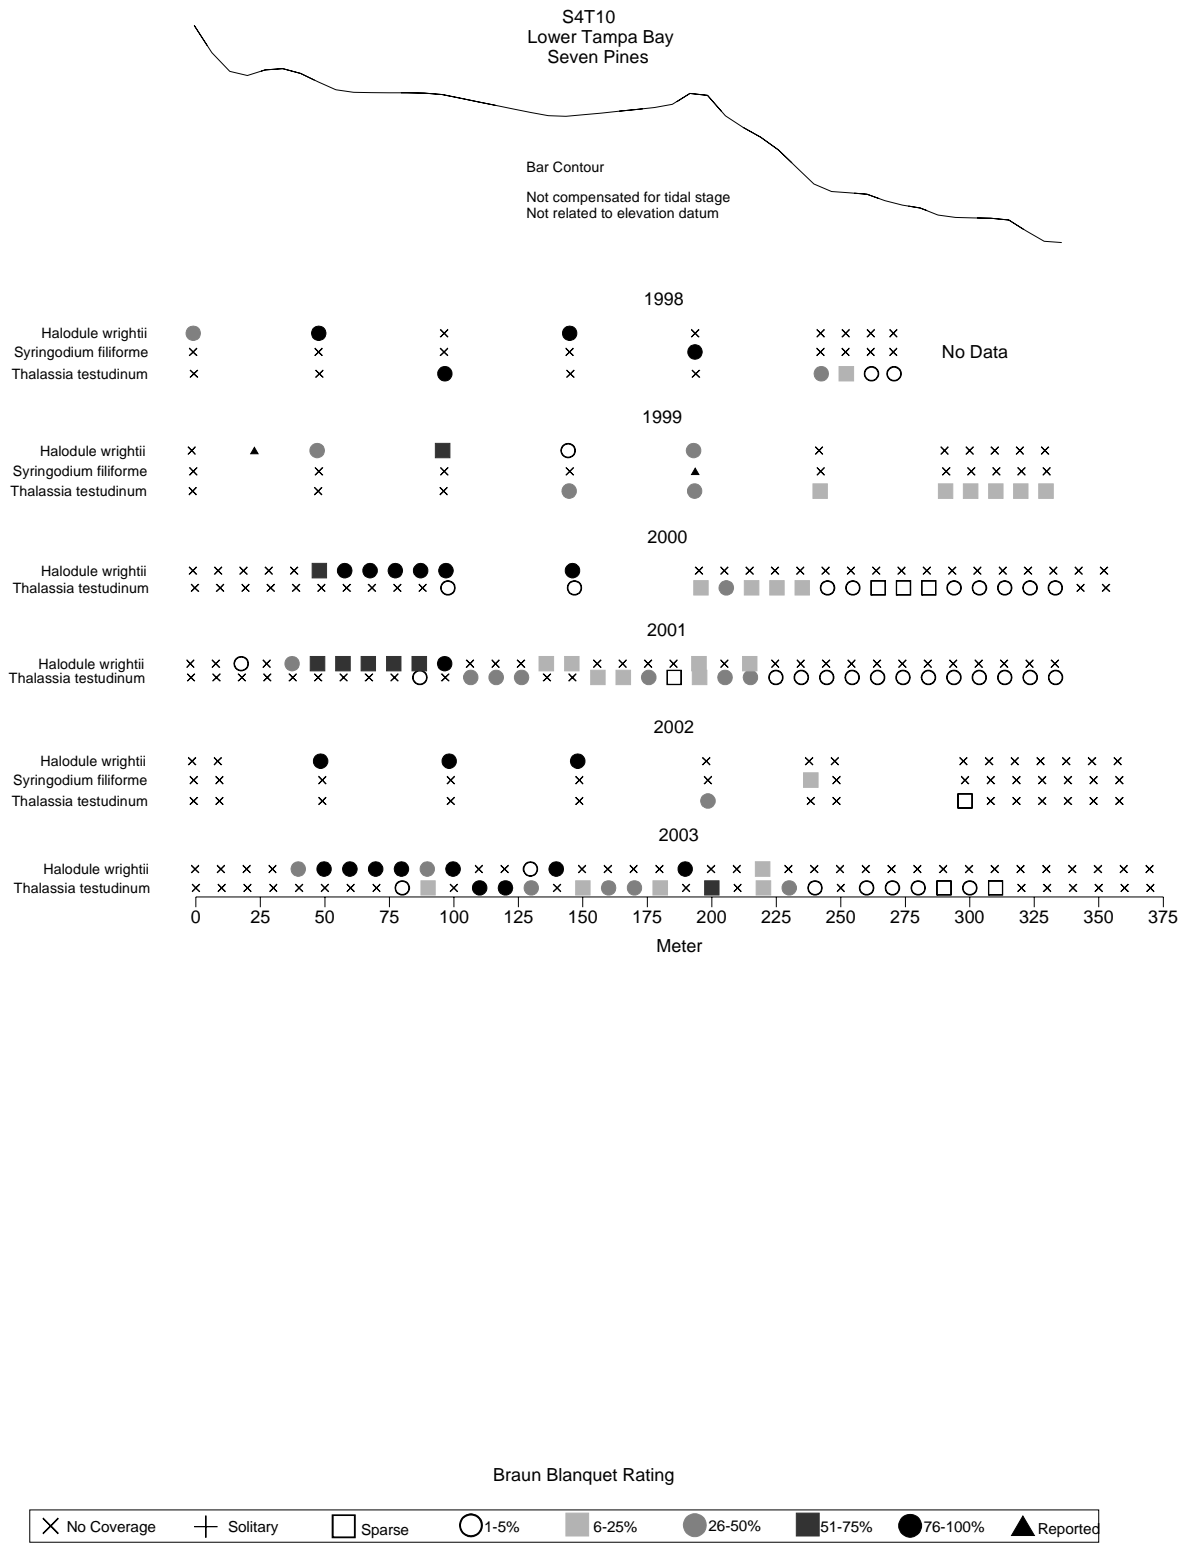 S4T10
Lower Tampa Bay
Seven Pines
Bar Contour
Not compensated for tidal stage
Not related to elevation datum
1998
Halodule wrightii
Syringodium filiforme
No Data
Thalassia testudinum
1999
Halodule wrightii
Syringodium filiforme
Thalassia testudinum
2000
Halodule wrightii
Thalassia testudinum
2001
Halodule wrightii
Thalassia testudinum
2002
Halodule wrightii
Syringodium filiforme
Thalassia testudinum
2003
Halodule wrightii
Thalassia testudinum
0 25 50 75 100 125 150 175 200 225 250 275 300 325 350 375
Meter
Braun Blanquet Rating
No Coverage Solitary Sparse 1-5% 6-25% 26-50% 51-75% 76-100% Reported